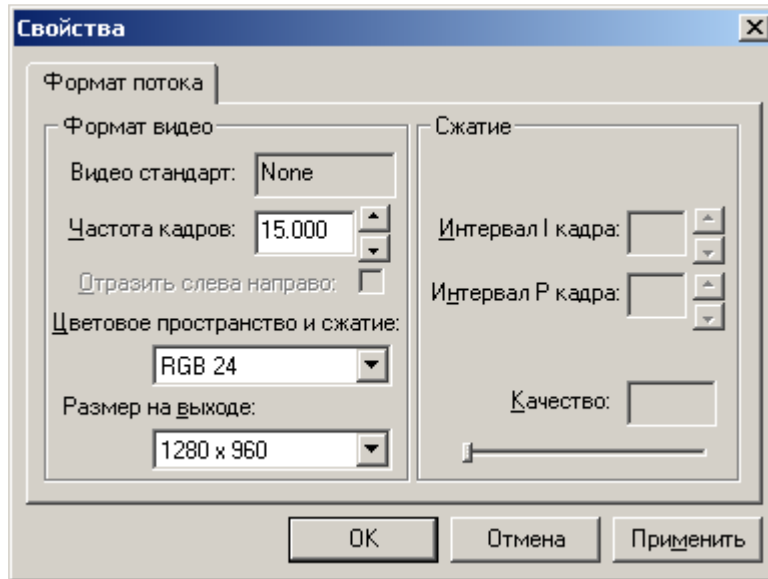 Свойства
Формат потока
Формат видео
Видео стандарт: None
Частота кадров: 15.000
Отразить слева направо:
Цветовое пространство и сжатие:
RGB 24
Размер на выходе:
1280 x 960
Сжатие
Интервал I кадра:
Интервал P кадра:
Качество:
OK Отмена Применить